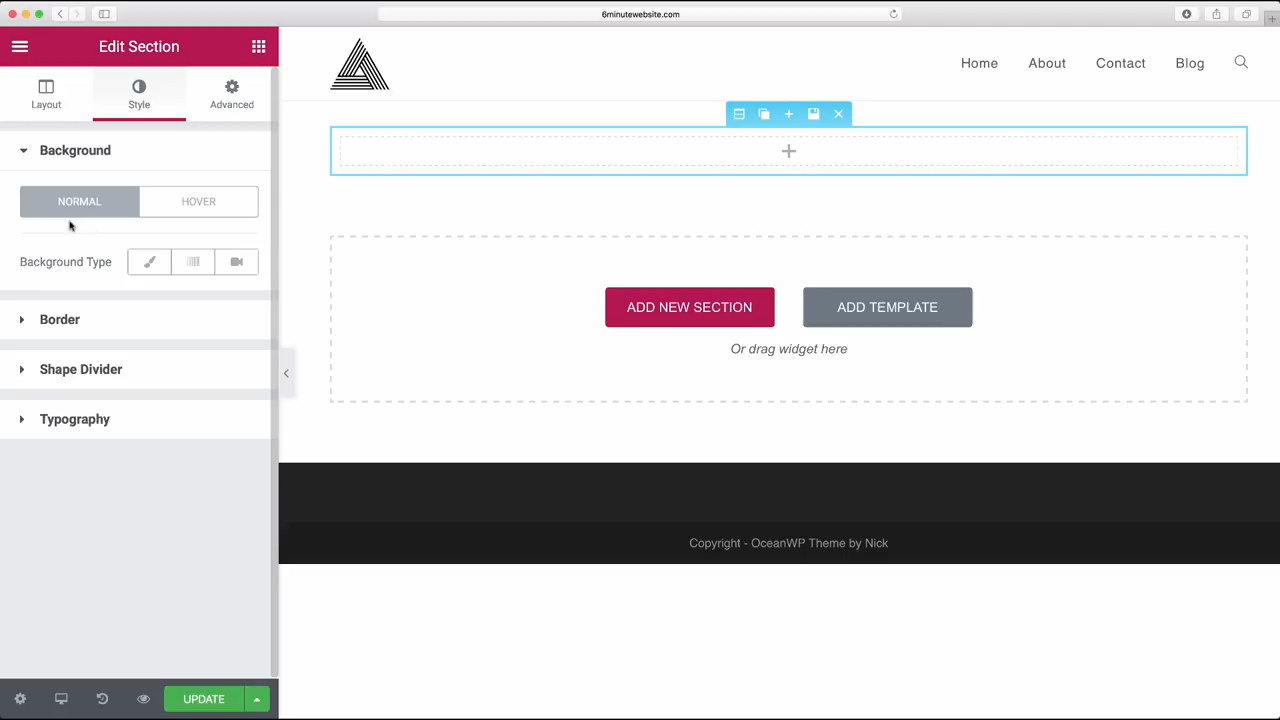 6minutewebsite.com
Edit Section
Layout
Style
Advanced
Background
NORMAL
HOVER
Background Type
Border
Shape Divider
Typography
UPDATE
Home
About
Contact
Blog
ADD NEW SECTION
ADD TEMPLATE
Or drag widget here
Copyright - OceanWP Theme by Nick